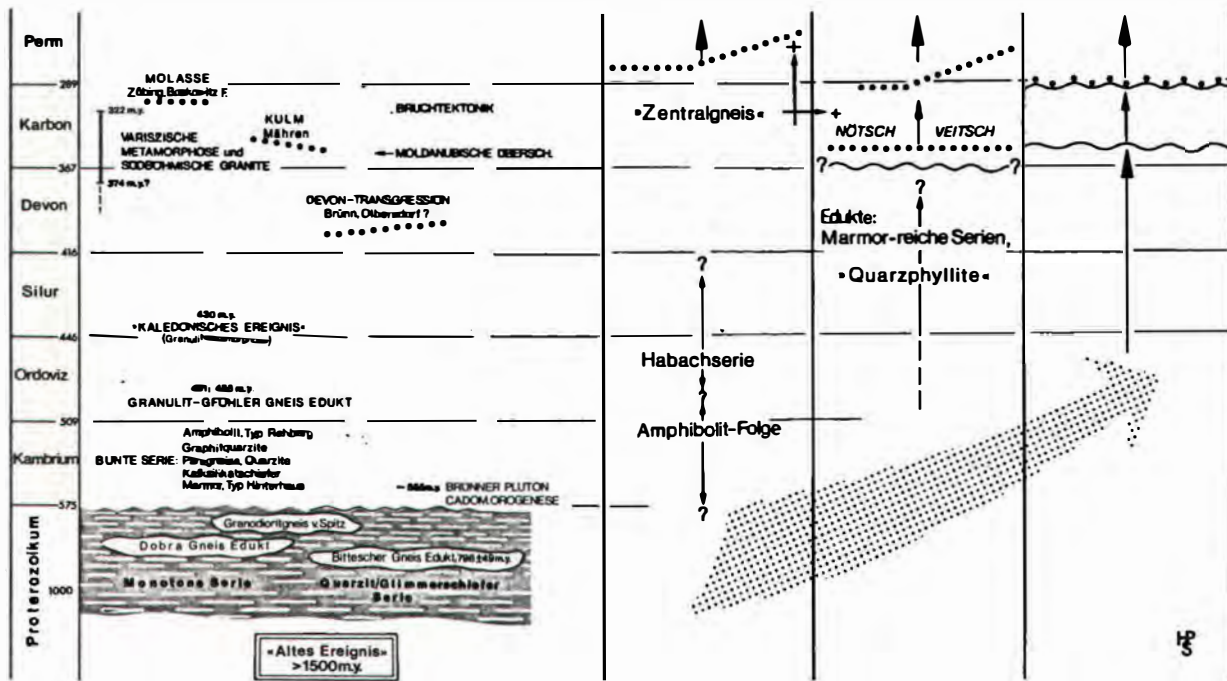 Perm
289
Karbon
367
Devon
416
Silur
446
Ordoviz
509
Kambrium
575
Proterozoikum
1000
MOLASSE
Zöbing, Boskowitz F.
322 m.y.
VARISZISCHE
METAMORPHOSE und
SÜDBÖHMISCHE GRANITE
374 m.y.?
KULM
Mähren
BRUCHTEKTONIK
MOLDANUBISCHE ÜBERSCH.
DEVON-TRANSGRESSION
Brünn, Olbersdorf ?
430 m.y.
»KALEDONISCHES EREIGNIS«
m.y.
GRANULIT-GFÖHLER GNEIS EDUKT
BUNTE SERIE:
Amphibolit, Typ Rehberg
Graphitquarzite
Paragneise, Quarzite
Kalksilikatschiefer
Marmor, Typ Hinterhaus
m.y. BRÜNNER PLUTON
CADOM. OROGENESE
Granodioritgneis v. Spitz
Dobra Gneis Edukt
Bittescher Gneis Edukt, 796±49 m.y.
Monotone Serie
Quarzit/Glimmerschiefer
Serie
«Altes Ereignis»
>1500 m.y.
+
•Zentralgneis•
+
?
Habachserie
?
Amphibolit-Folge
?
NÖTSCH
VEITSCH
?
?
?
Edukte:
Marmor-reiche Serien,
•Quarzphyllite•